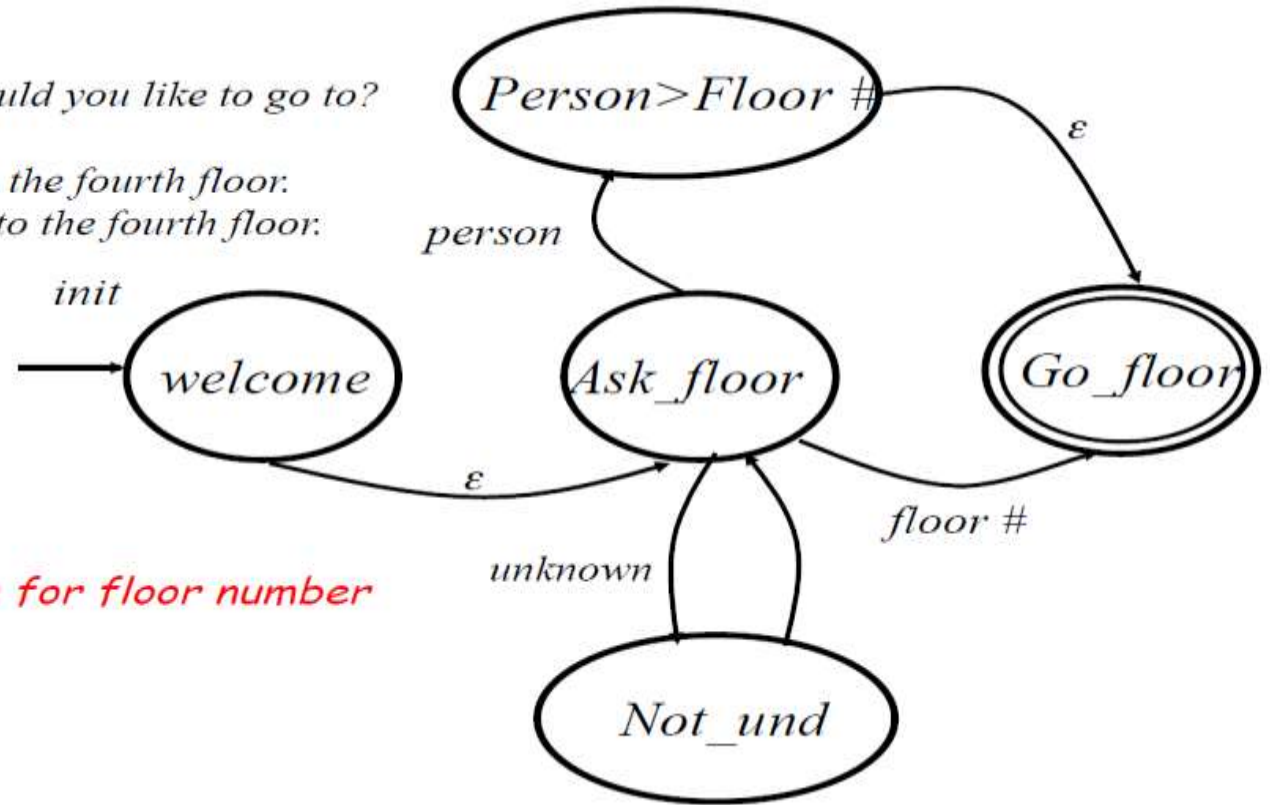 Person>Floor #
would you like to go to?
ε
the fourth floor.
to the fourth floor.
person
init
welcome
Ask_floor
Go_floor
ε
floor #
unknown
for floor number
Not_und